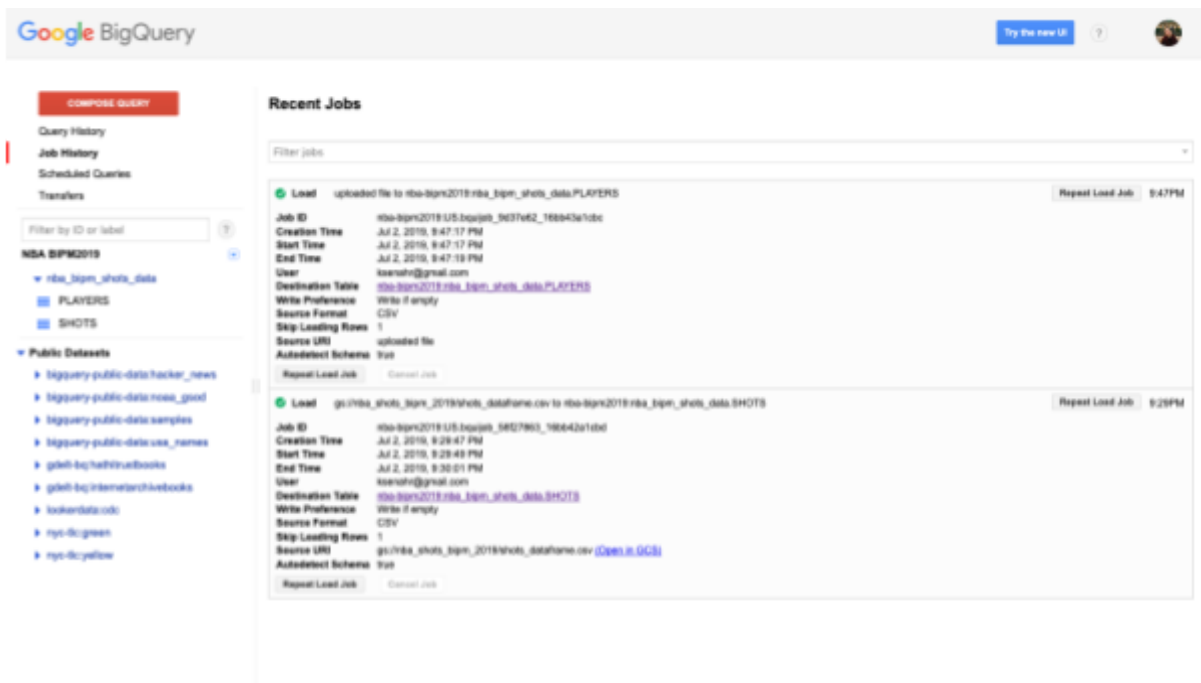 Google BigQuery
Try the new UI
?
COMPOSE QUERY
Query History
Job History
Scheduled Queries
Transfers
Filter by ID or label
?
NBA BIPM2019
nba_bipm_shots_data
PLAYERS
SHOTS
Public Datasets
bigquery-public-data:hacker_news
bigquery-public-data:noaa_gsod
bigquery-public-data:samples
bigquery-public-data:usa_names
gdelt-bq:hathitrustbooks
gdelt-bq:internetarchivebooks
lookerdata:cdc
nyc-tlc:green
nyc-tlc:yellow
Recent Jobs
Filter jobs
Load uploaded file to nba-bipm2019:nba_bipm_shots_data.PLAYERS Repeat Load Job 9:47PM
Job ID
Creation Time Jul 2, 2019, 9:47:17 PM
Start Time Jul 2, 2019, 9:47:17 PM
End Time Jul 2, 2019, 9:47:19 PM
User ksenahr@gmail.com
Destination Table nba-bipm2019:nba_bipm_shots_data.PLAYERS
Write Preference Write if empty
Source Format CSV
Skip Leading Rows 1
Source URI uploaded file
Autodetect Schema true
Repeat Load Job Cancel Job
Load gs://nba_shots_bipm_2019/shots_dataframe.csv to nba-bipm2019:nba_bipm_shots_data.SHOTS Repeat Load Job 9:29PM
Job ID
Creation Time Jul 2, 2019, 9:29:47 PM
Start Time Jul 2, 2019, 9:29:49 PM
End Time Jul 2, 2019, 9:30:01 PM
User ksenahr@gmail.com
Destination Table nba-bipm2019:nba_bipm_shots_data.SHOTS
Write Preference Write if empty
Source Format CSV
Skip Leading Rows 1
Source URI gs://nba_shots_bipm_2019/shots_dataframe.csv (Open in GCS)
Autodetect Schema true
Repeat Load Job Cancel Job